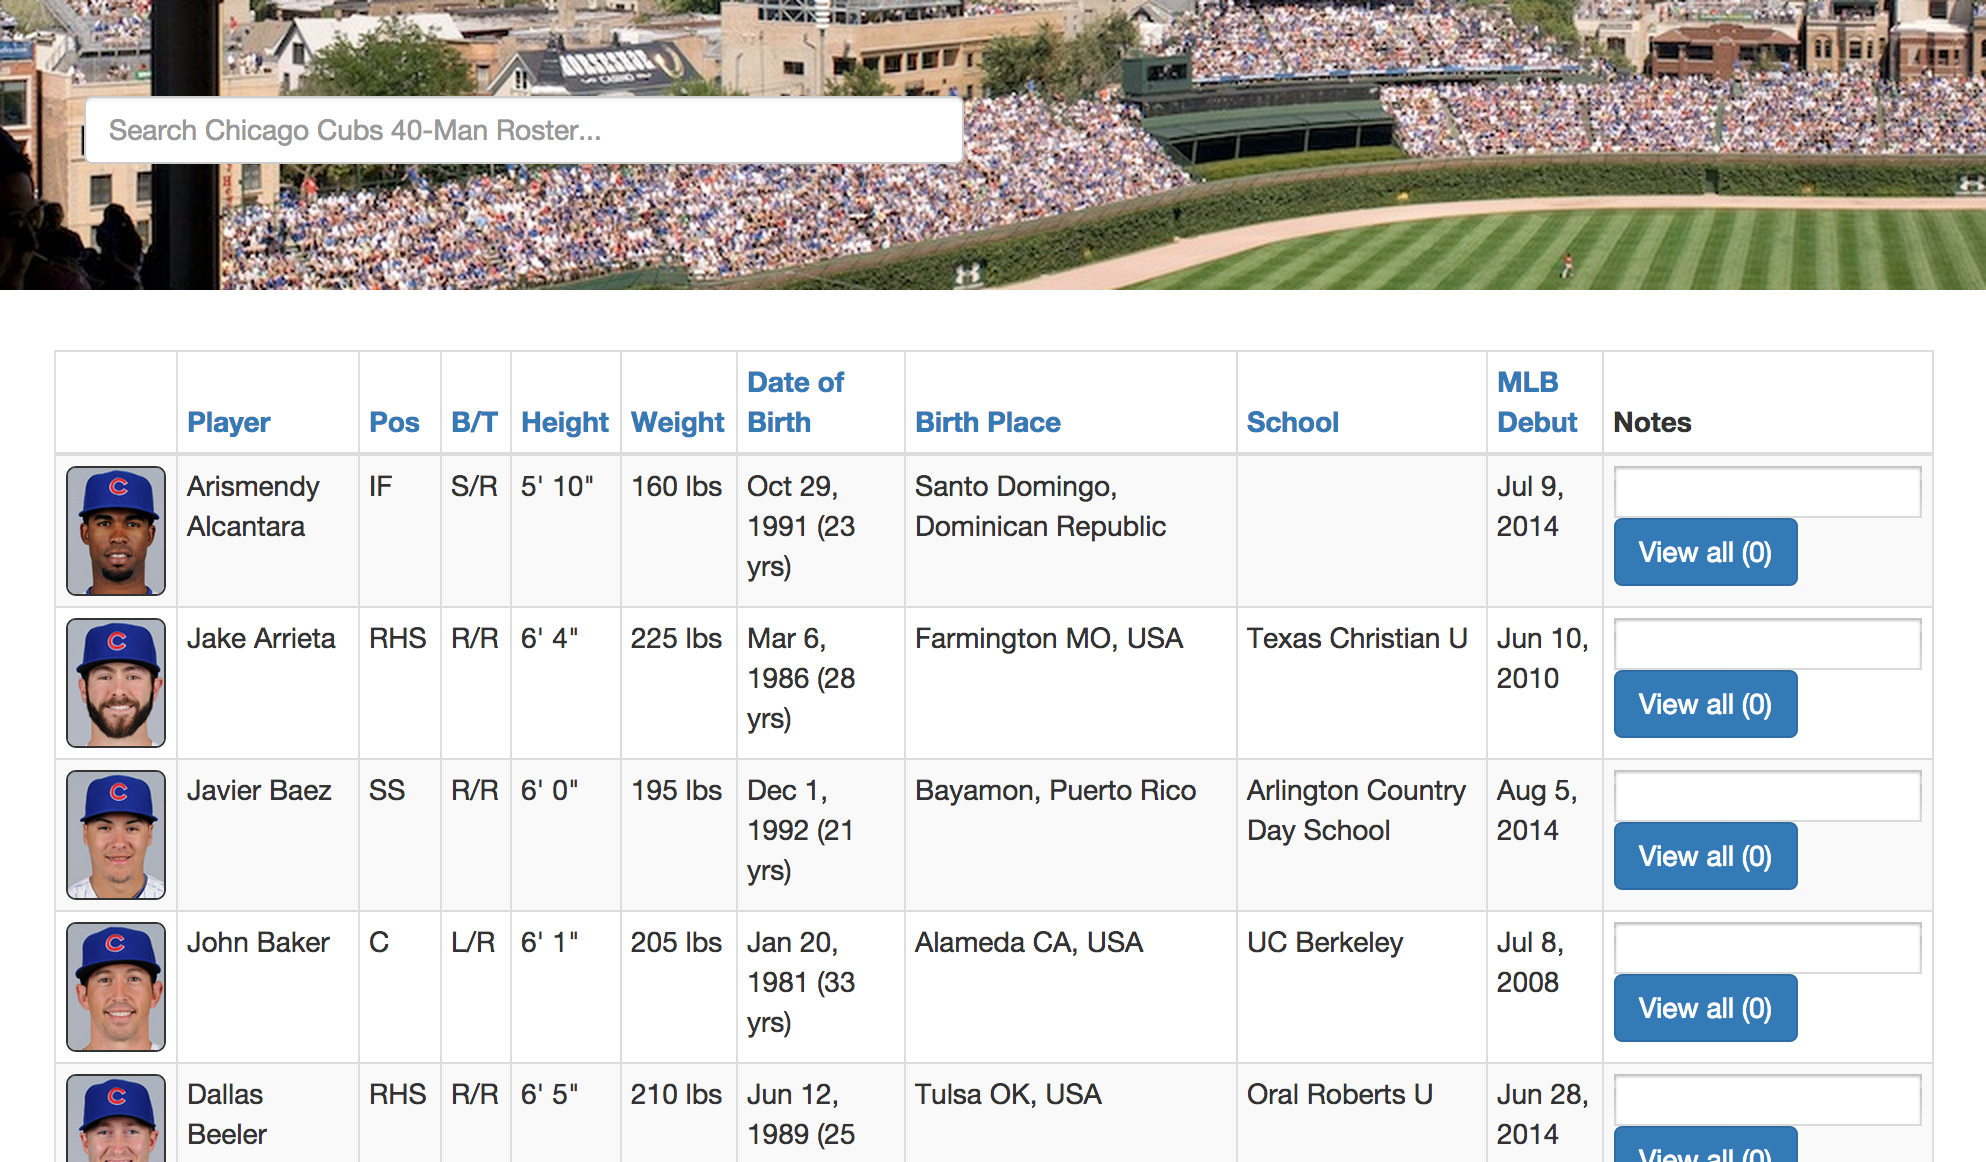 Search Chicago Cubs 40-Man Roster...
Player Pos B/T Height Weight Date of Birth Birth Place School MLB Debut Notes
Arismendy Alcantara IF S/R 5' 10" 160 lbs Oct 29, 1991 (23 yrs) Santo Domingo, Dominican Republic Jul 9, 2014
View all (0)
Jake Arrieta RHS R/R 6' 4" 225 lbs Mar 6, 1986 (28 yrs) Farmington MO, USA Texas Christian U Jun 10, 2010
View all (0)
Javier Baez SS R/R 6' 0" 195 lbs Dec 1, 1992 (21 yrs) Bayamon, Puerto Rico Arlington Country Day School Aug 5, 2014
View all (0)
John Baker C L/R 6' 1" 205 lbs Jan 20, 1981 (33 yrs) Alameda CA, USA UC Berkeley Jul 8, 2008
View all (0)
Dallas Beeler RHS R/R 6' 5" 210 lbs Jun 12, 1989 (25 Tulsa OK, USA Oral Roberts U Jun 28, 2014
View all (0)